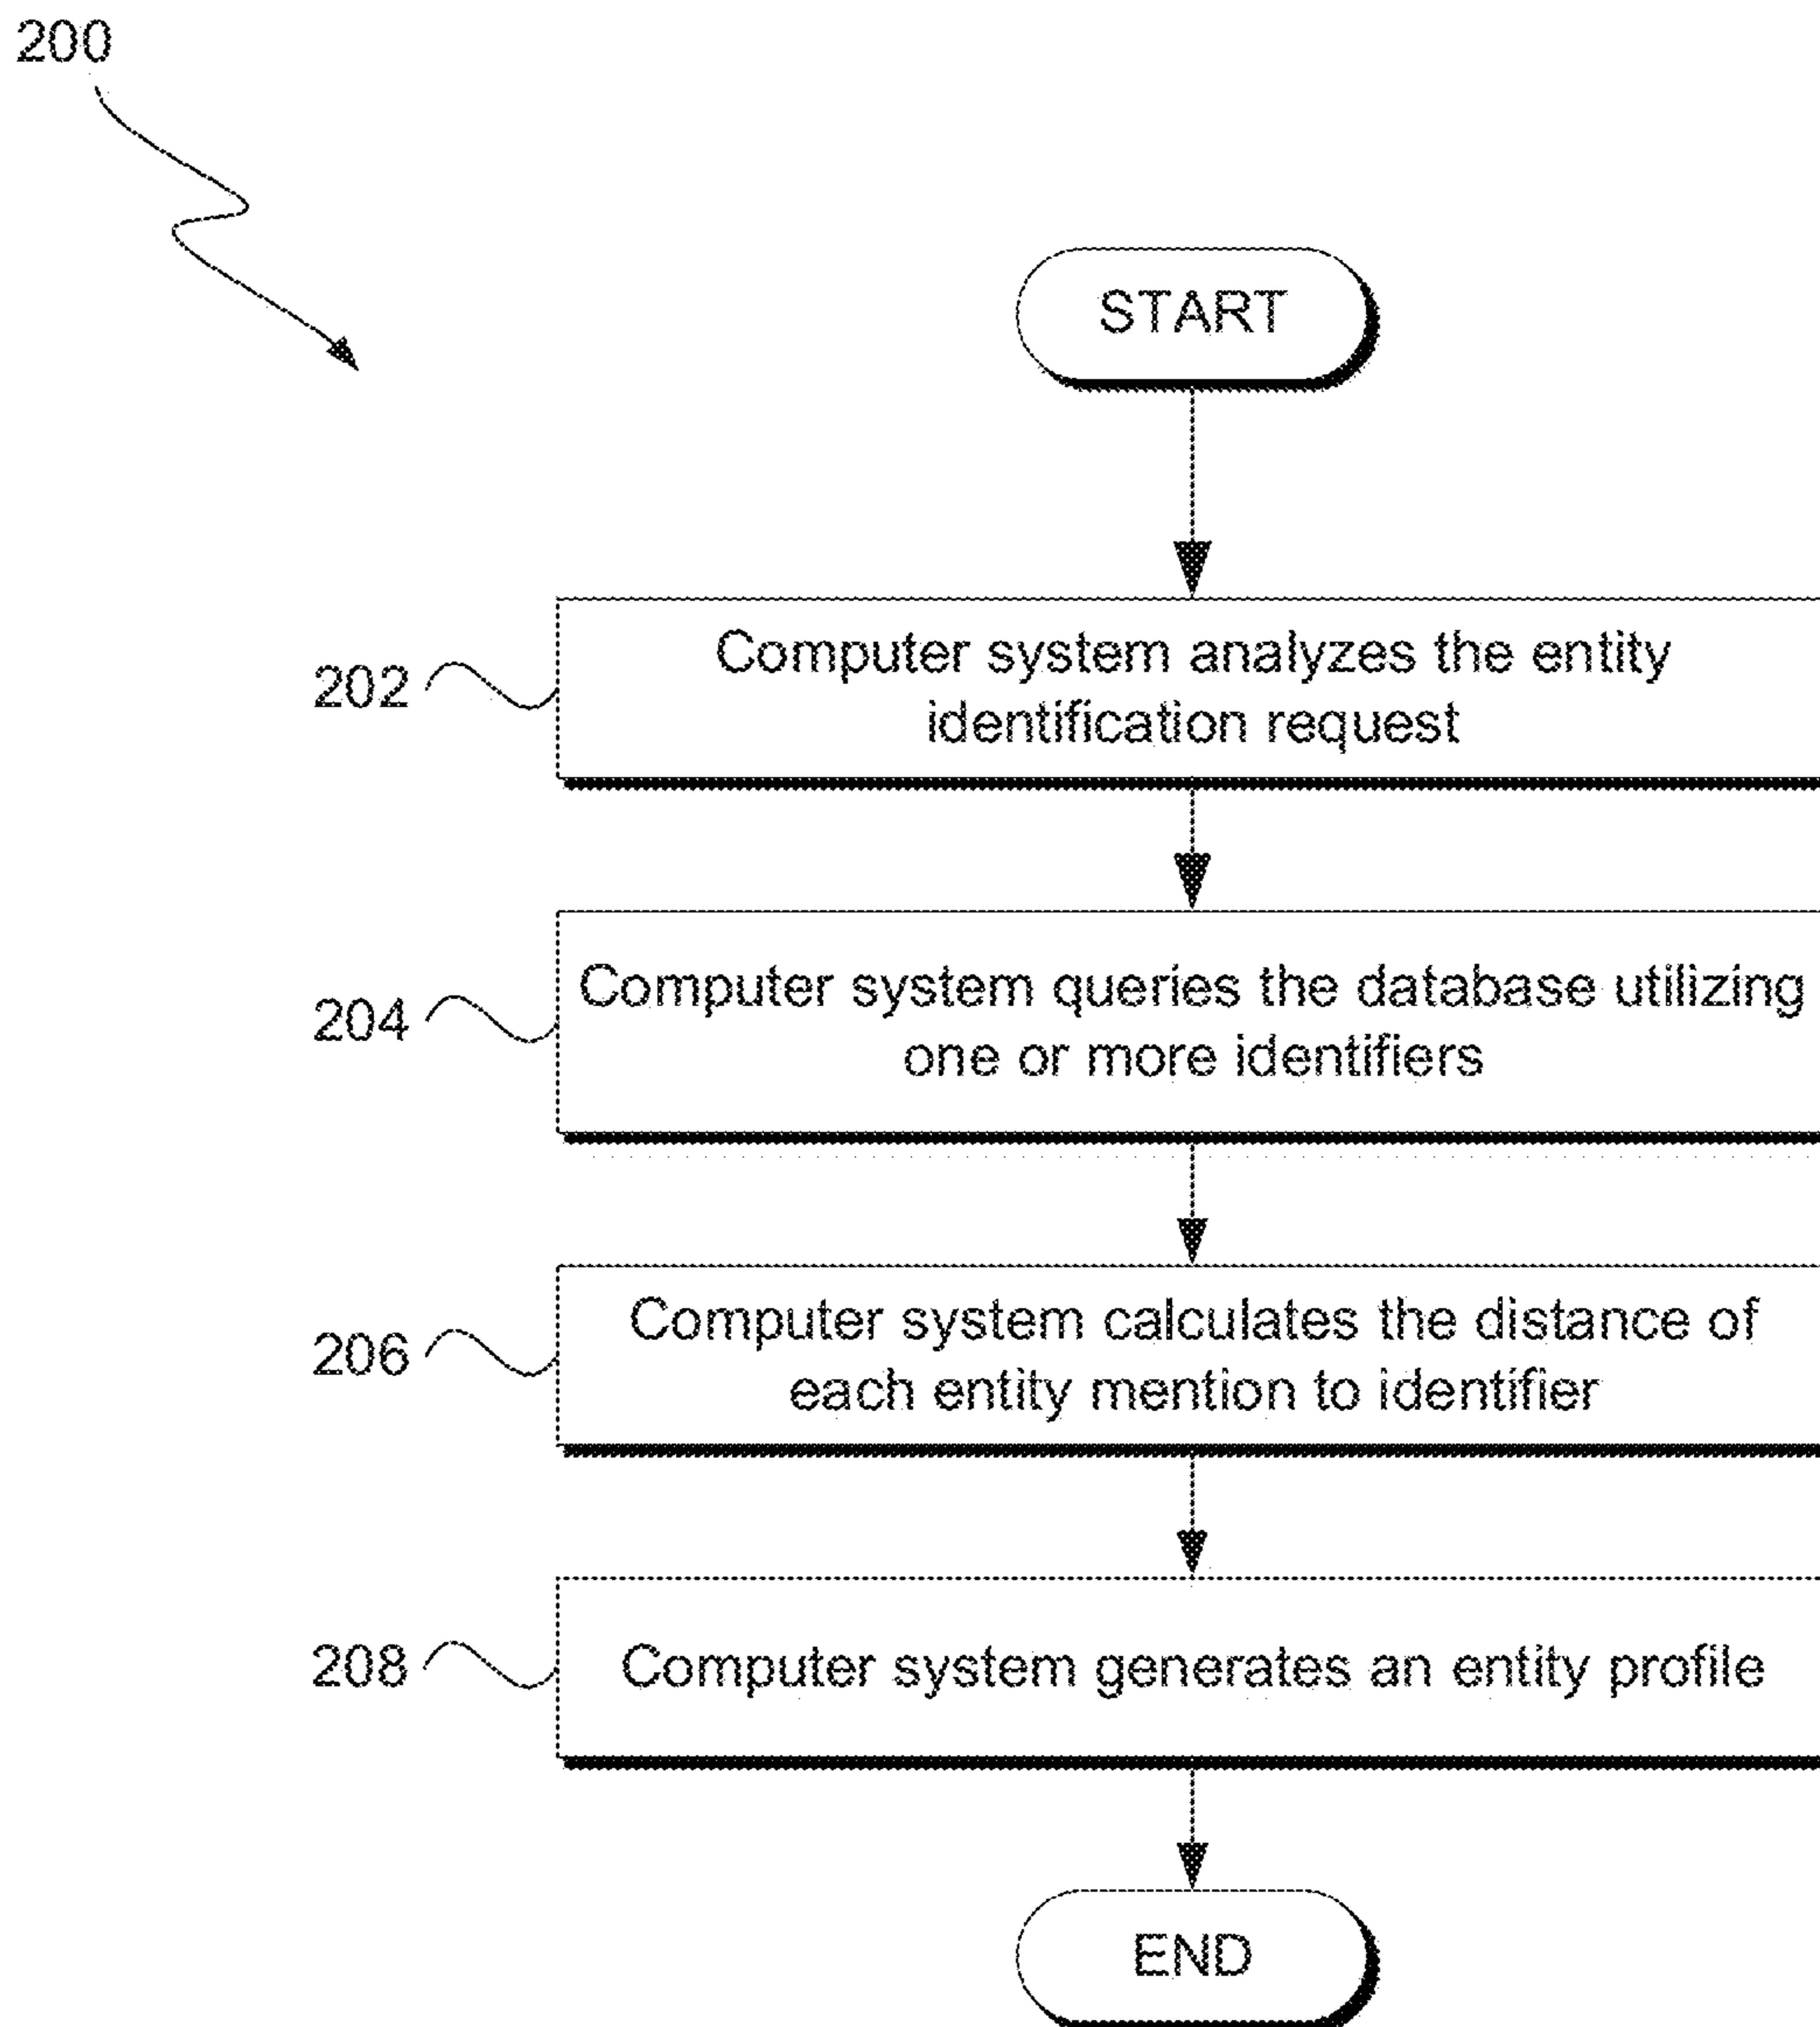 200
START
202
Computer system analyzes the entity
identification request
204
Computer system queries the database utilizing
one or more identifiers
206
Computer system calculates the distance of
each entity mention to identifier
208
Computer system generates an entity profile
END